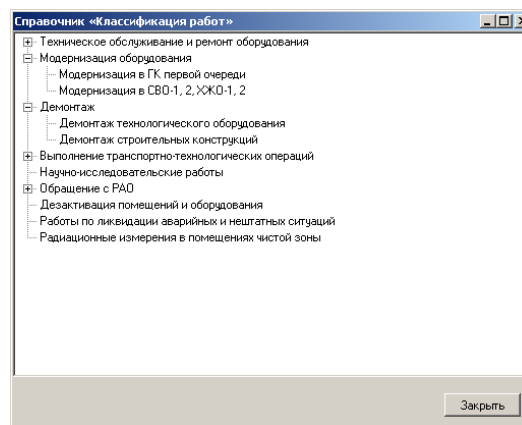 Справочник «Классификация работ»
Техническое обслуживание и ремонт оборудования
Модернизация оборудования
Модернизация в ГК первой очереди
Модернизация в СВО-1, 2, ХЖО-1, 2
Демонтаж
Демонтаж технологического оборудования
Демонтаж строительных конструкций
Выполнение транспортно-технологических операций
Научно-исследовательские работы
Обращение с РАО
Дезактивация помещений и оборудования
Работы по ликвидации аварийных и нештатных ситуаций
Радиационные измерения в помещениях чистой зоны
Закрыть